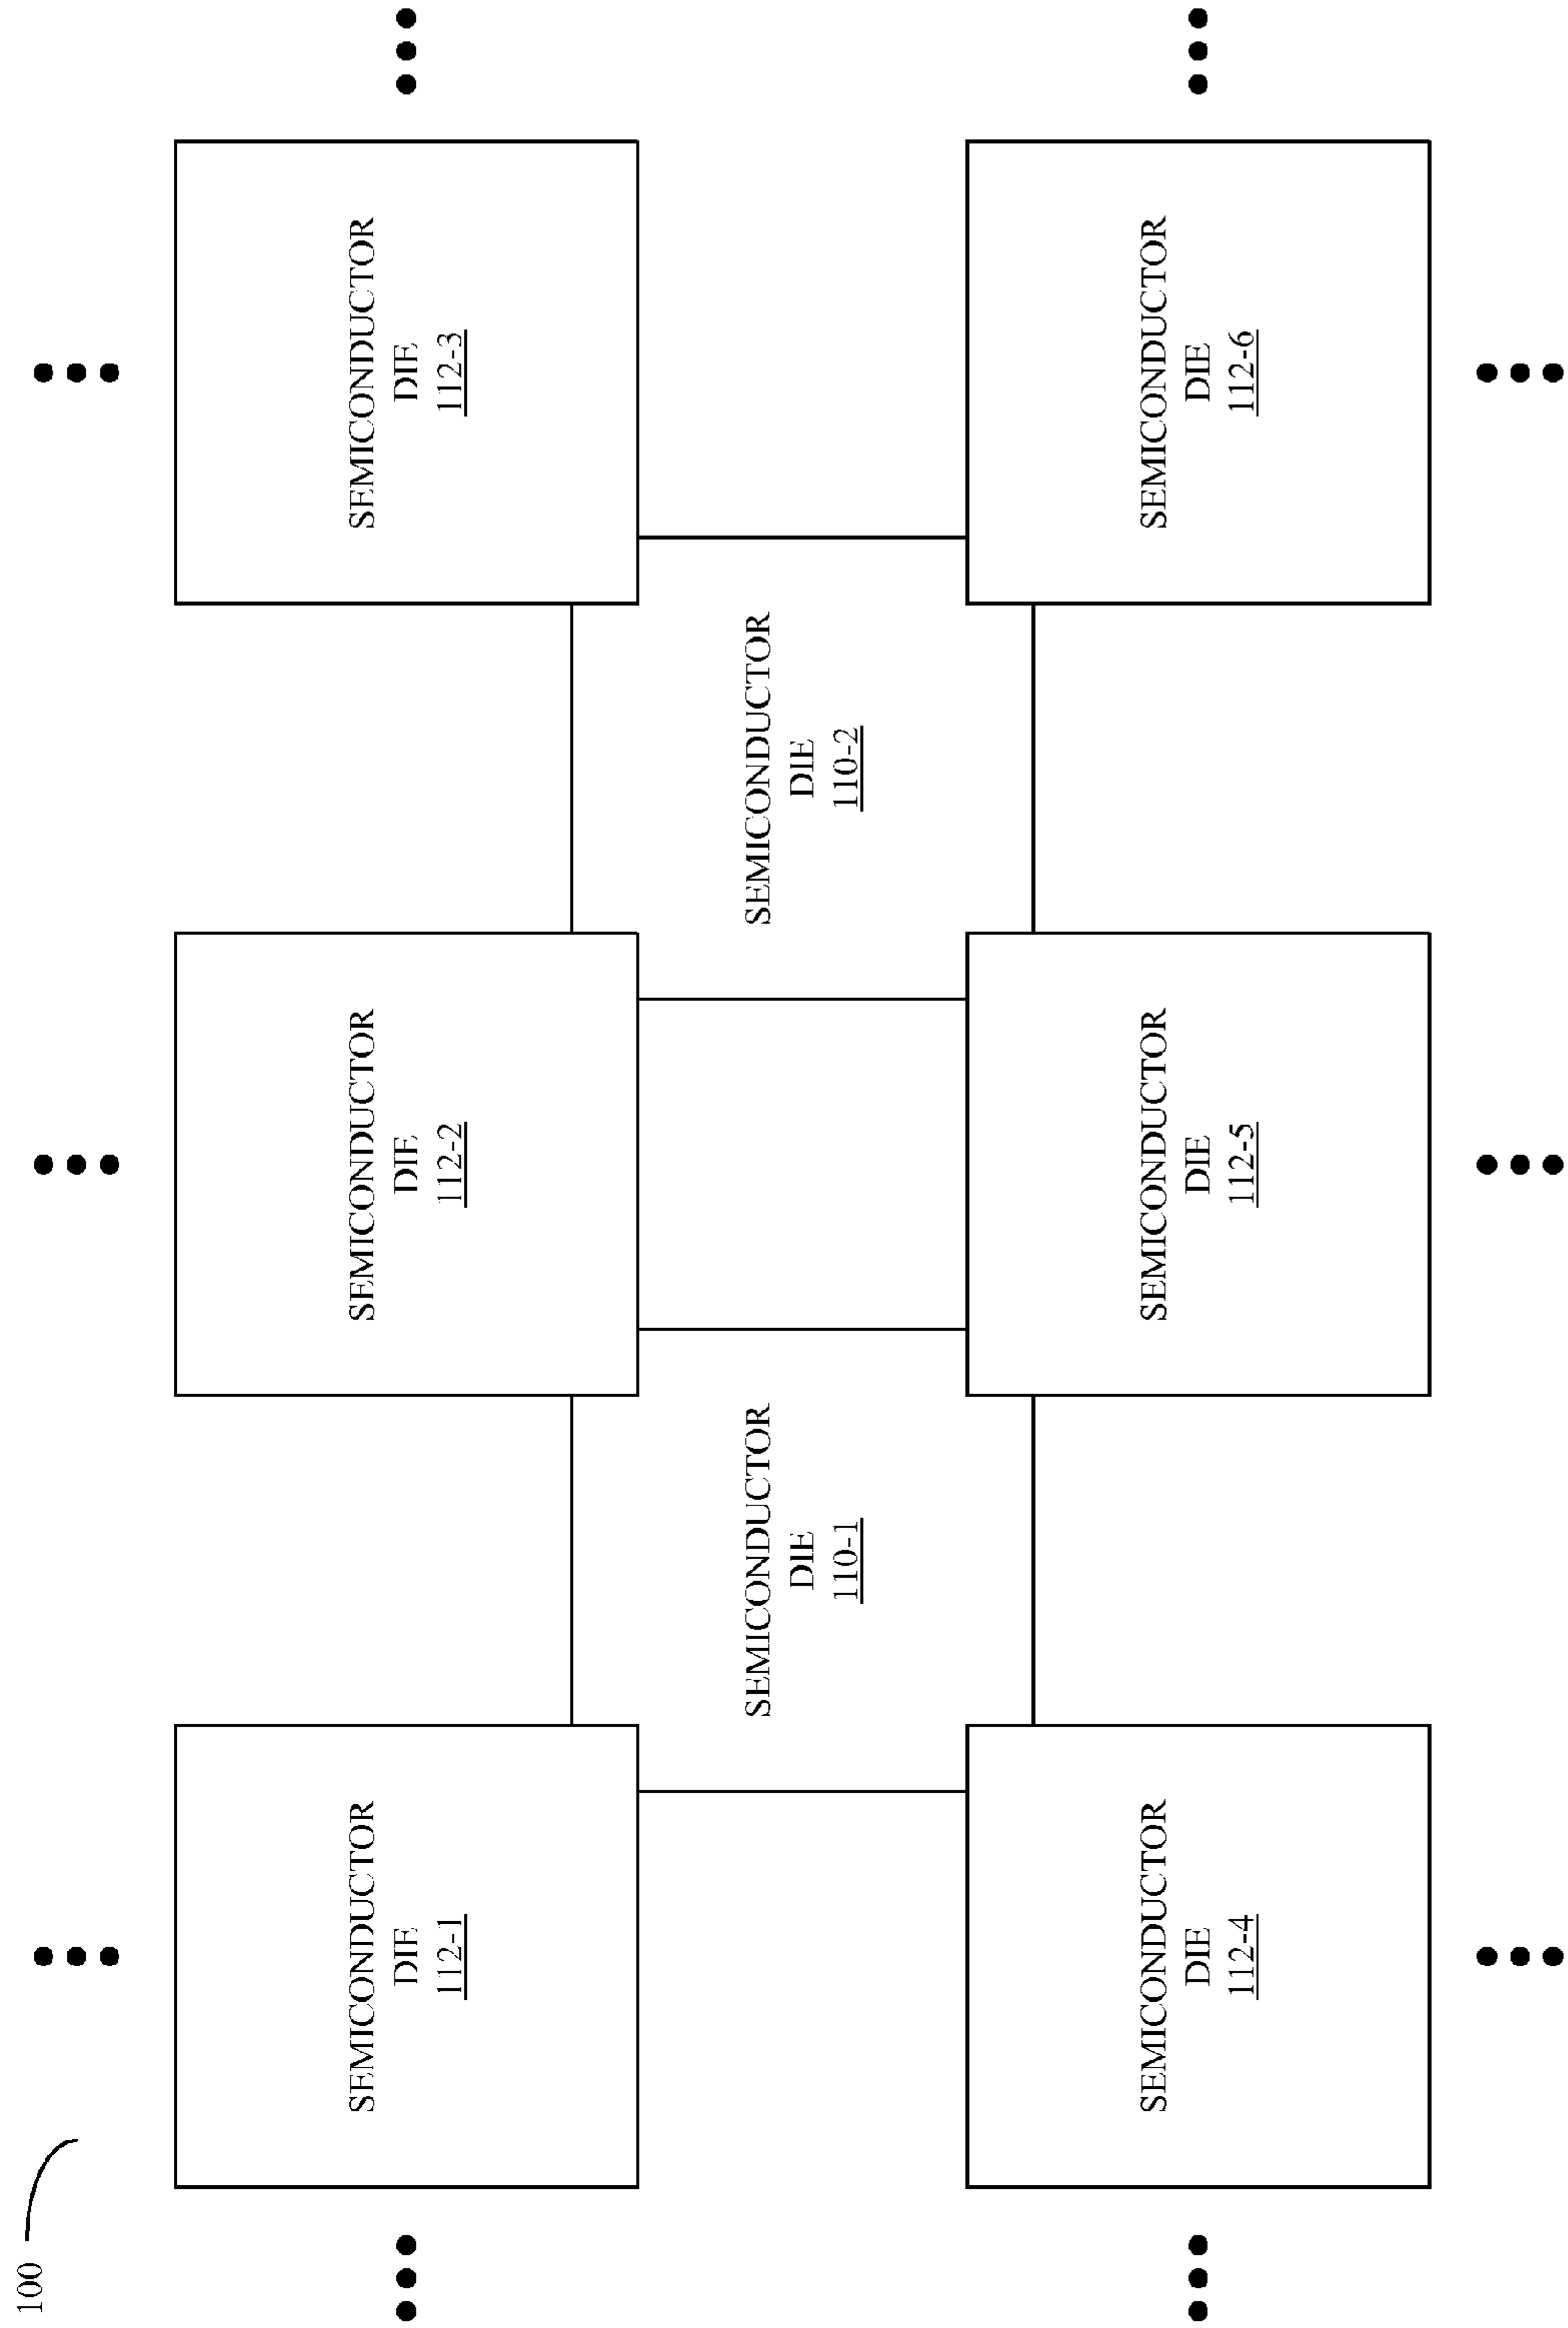 100
SEMICONDUCTOR
DIE
112-1
SEMICONDUCTOR
DIE
112-2
SEMICONDUCTOR
DIE
112-3
SEMICONDUCTOR
DIE
110-1
SEMICONDUCTOR
DIE
110-2
SEMICONDUCTOR
DIE
112-4
SEMICONDUCTOR
DIE
112-5
SEMICONDUCTOR
DIE
112-6